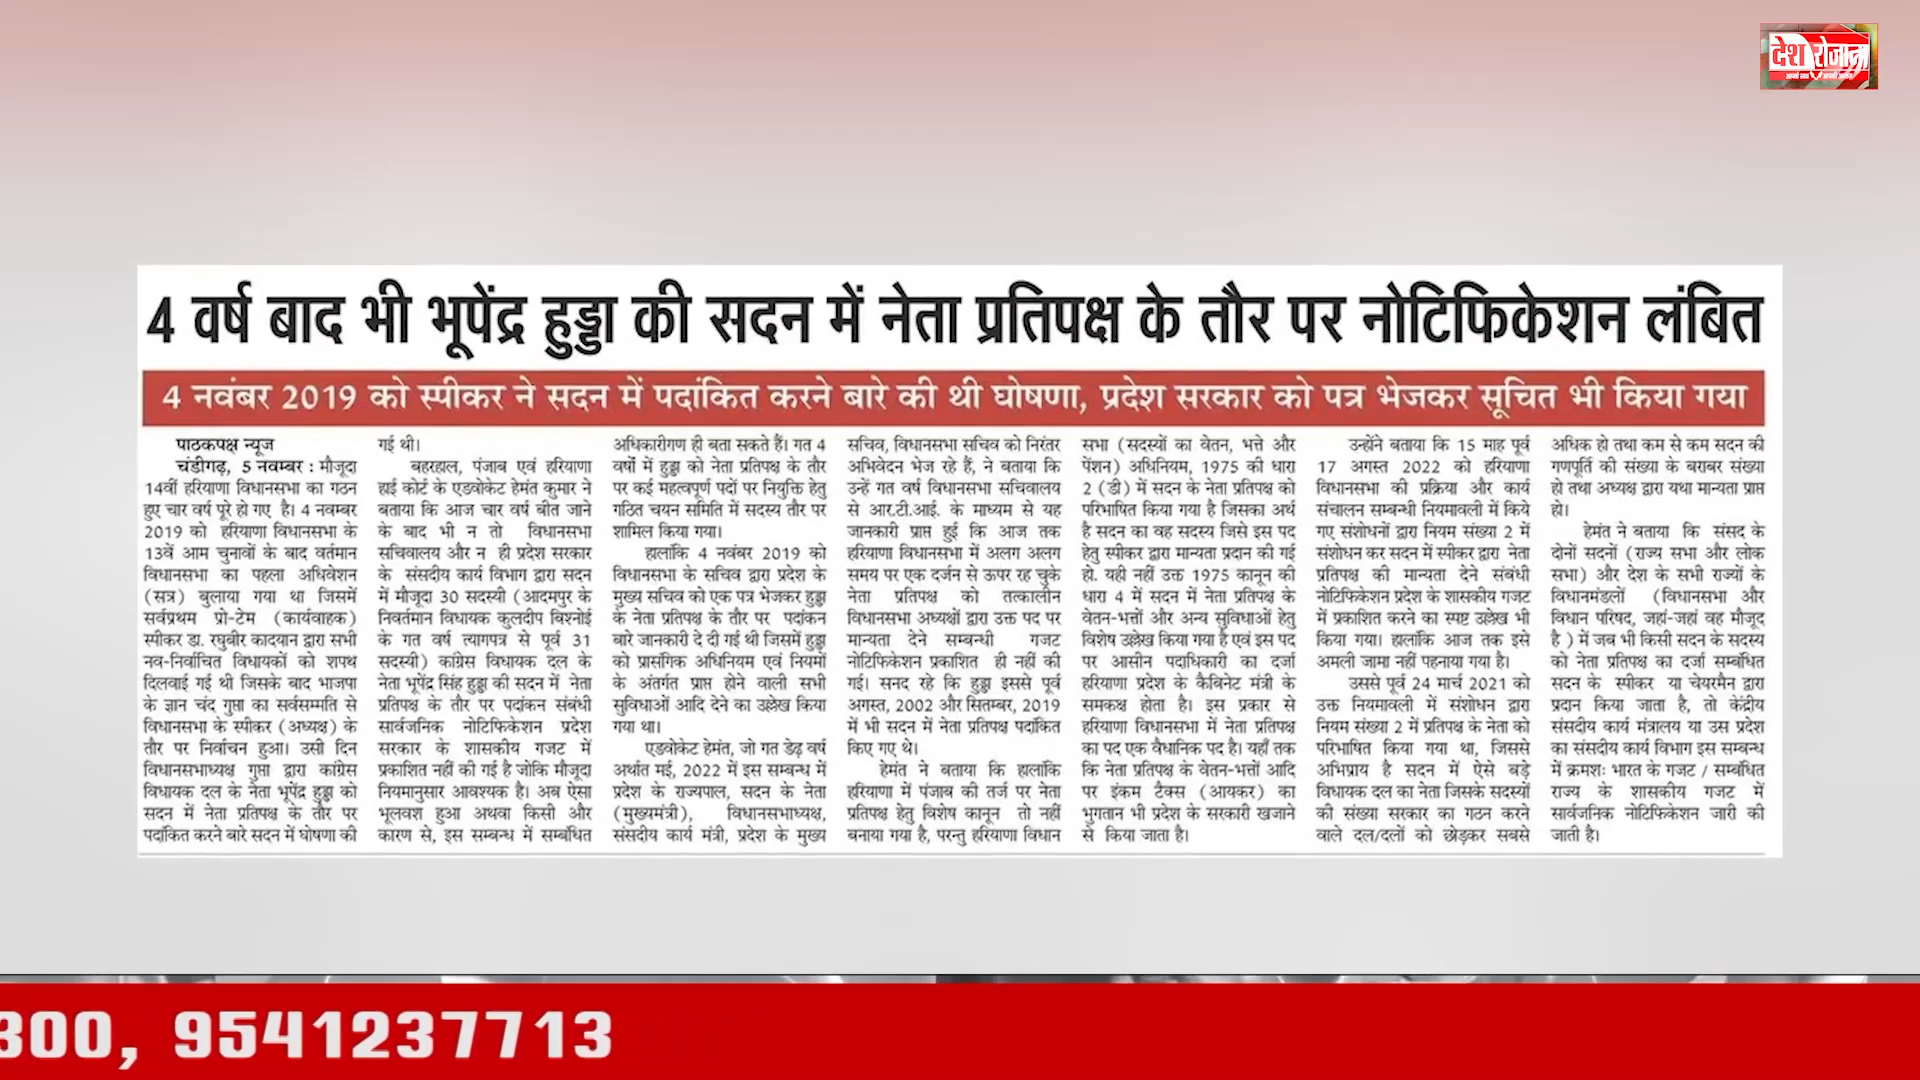 देश रोजाना
4 वर्ष बाद भी भूपेंद्र हुड्डा की सदन में नेता प्रतिपक्ष के तौर पर नोटिफिकेशन लंबित
4 नवंबर 2019 को स्पीकर ने सदन में पदांकित करने बारे की थी घोषणा, प्रदेश सरकार को पत्र भेजकर सूचित भी किया गया
पाठकपक्ष न्यूज
चंडीगढ़, 5 नवम्बर : मौजूदा
14वीं हरियाणा विधानसभा का गठन
हुए चार वर्ष पूरे हो गए है। 4 नवम्बर
2019 को हरियाणा विधानसभा के
13वें आम चुनावों के बाद वर्तमान
विधानसभा का पहला अधिवेशन
(सत्र) बुलाया गया था जिसमें
सर्वप्रथम प्रो-टेम (कार्यवाहक)
स्पीकर डा. रघुबीर कादयान द्वारा सभी
नव-निर्वाचित विधायकों को शपथ
दिलवाई गई थी जिसके बाद भाजपा
के ज्ञान चंद गुप्ता का सर्वसम्मति से
विधानसभा के स्पीकर (अध्यक्ष) के
तौर पर निर्वाचन हुआ। उसी दिन
विधानसभाध्यक्ष गुप्ता द्वारा कांग्रेस
विधायक दल के नेता भूपेंद्र हुड्डा को
सदन में नेता प्रतिपक्ष के तौर पर
पदांकित करने बारे सदन में घोषणा की
गई थी।
बहरहाल, पंजाब एवं हरियाणा
हाई कोर्ट के एडवोकेट हेमंत कुमार ने
बताया कि आज चार वर्ष बीत जाने
के बाद भी न तो विधानसभा
सचिवालय और न ही प्रदेश सरकार
के संसदीय कार्य विभाग द्वारा सदन
में मौजूदा 30 सदस्यी (आदमपुर के
निवर्तमान विधायक कुलदीप बिश्नोई
के गत वर्ष त्यागपत्र से पूर्व 31
सदस्यी) कांग्रेस विधायक दल के
नेता भूपेंद्र सिंह हुड्डा की सदन में नेता
प्रतिपक्ष के तौर पर पदांकन संबंधी
सार्वजनिक नोटिफिकेशन प्रदेश
सरकार के शासकीय गजट में
प्रकाशित नहीं की गई है जोकि मौजूदा
नियमानुसार आवश्यक है। अब ऐसा
भूलवश हुआ अथवा किसी और
कारण से, इस सम्बन्ध में सम्बंधित
अधिकारीगण ही बता सकते हैं। गत 4
वर्षों में हुड्डा को नेता प्रतिपक्ष के तौर
पर कई महत्वपूर्ण पदों पर नियुक्ति हेतु
गठित चयन समिति में सदस्य तौर पर
शामिल किया गया।
हालांकि 4 नवंबर 2019 को
विधानसभा के सचिव द्वारा प्रदेश के
मुख्य सचिव को एक पत्र भेजकर हुड्डा
के नेता प्रतिपक्ष के तौर पर पदांकन
बारे जानकारी दे दी गई थी जिसमें हुड्डा
को प्रासंगिक अधिनियम एवं नियमों
के अंतर्गत प्राप्त होने वाली सभी
सुविधाओं आदि देने का उल्लेख किया
गया था।
एडवोकेट हेमंत, जो गत डेढ़ वर्ष
अर्थात मई, 2022 में इस सम्बन्ध में
प्रदेश के राज्यपाल, सदन के नेता
(मुख्यमंत्री), विधानसभाध्यक्ष,
संसदीय कार्य मंत्री, प्रदेश के मुख्य
सचिव, विधानसभा सचिव को निरंतर
अभिवेदन भेज रहे हैं, ने बताया कि
उन्हें गत वर्ष विधानसभा सचिवालय
से आर.टी.आई. के माध्यम से यह
जानकारी प्राप्त हुई कि आज तक
हरियाणा विधानसभा में अलग अलग
समय पर एक दर्जन से ऊपर रह चुके
नेता प्रतिपक्ष को तत्कालीन
विधानसभा अध्यक्षों द्वारा उक्त पद पर
मान्यता देने सम्बन्धी गजट
नोटिफिकेशन प्रकाशित ही नहीं की
गई। सनद रहे कि हुड्डा इससे पूर्व
अगस्त, 2002 और सितम्बर, 2019
में भी सदन में नेता प्रतिपक्ष पदांकित
किए गए थे।
हेमंत ने बताया कि हालांकि
हरियाणा में पंजाब की तर्ज पर नेता
प्रतिपक्ष हेतु विशेष कानून तो नहीं
बनाया गया है, परन्तु हरियाणा विधान
सभा (सदस्यों का वेतन, भत्ते और
पेंशन) अधिनियम, 1975 की धारा
2 (डी) में सदन के नेता प्रतिपक्ष को
परिभाषित किया गया है जिसका अर्थ
है सदन का वह सदस्य जिसे इस पद
हेतु स्पीकर द्वारा मान्यता प्रदान की गई
हो. यही नहीं उक्त 1975 कानून की
धारा 4 में सदन में नेता प्रतिपक्ष के
वेतन-भत्तों और अन्य सुविधाओं हेतु
विशेष उल्लेख किया गया है एवं इस पद
पर आसीन पदाधिकारी का दर्जा
हरियाणा प्रदेश के कैबिनेट मंत्री के
समकक्ष होता है। इस प्रकार से
हरियाणा विधानसभा में नेता प्रतिपक्ष
का पद एक वैधानिक पद है। यहाँ तक
कि नेता प्रतिपक्ष के वेतन-भत्तों आदि
पर इंकम टैक्स (आयकर) का
भुगतान भी प्रदेश के सरकारी खजाने
से किया जाता है।
उन्होंने बताया कि 15 माह पूर्व
17 अगस्त 2022 को हरियाणा
विधानसभा की प्रक्रिया और कार्य
संचालन सम्बन्धी नियमावली में किये
गए संशोधनों द्वारा नियम संख्या 2 में
संशोधन कर सदन में स्पीकर द्वारा नेता
प्रतिपक्ष की मान्यता देने संबंधी
नोटिफिकेशन प्रदेश के शासकीय गजट
में प्रकाशित करने का स्पष्ट उल्लेख भी
किया गया। हालांकि आज तक इसे
अमली जामा नहीं पहनाया गया है।
उससे पूर्व 24 मार्च 2021 को
उक्त नियमावली में संशोधन द्वारा
नियम संख्या 2 में प्रतिपक्ष के नेता को
परिभाषित किया गया था, जिससे
अभिप्राय है सदन में ऐसे बड़े
विधायक दल का नेता जिसके सदस्यों
की संख्या सरकार का गठन करने
वाले दल/दलों को छोड़कर सबसे
अधिक हो तथा कम से कम सदन की
गणपूर्ति की संख्या के बराबर संख्या
हो तथा अध्यक्ष द्वारा यथा मान्यता प्राप्त
हो।
हेमंत ने बताया कि संसद के
दोनों सदनों (राज्य सभा और लोक
सभा) और देश के सभी राज्यों के
विधानमंडलों (विधानसभा और
विधान परिषद, जहां-जहां वह मौजूद
है ) में जब भी किसी सदन के सदस्य
को नेता प्रतिपक्ष का दर्जा सम्बंधित
सदन के स्पीकर या चेयरमैन द्वारा
प्रदान किया जाता है, तो केंद्रीय
संसदीय कार्य मंत्रालय या उस प्रदेश
का संसदीय कार्य विभाग इस सम्बन्ध
में क्रमशः भारत के गजट / सम्बंधित
राज्य के शासकीय गजट में
सार्वजनिक नोटिफिकेशन जारी की
जाती है।
300, 9541237713